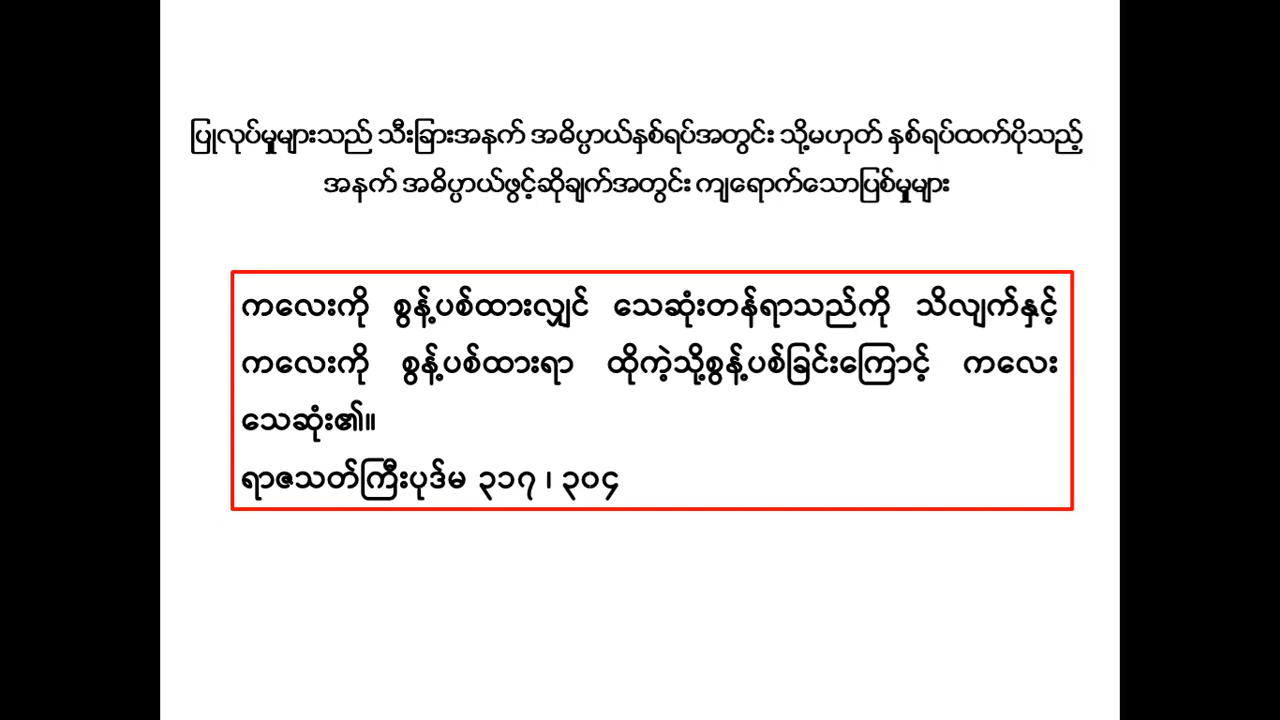 ပြုလုပ်မှုများသည် သီးခြားအနက် အဓိပ္ပာယ်နှစ်ရပ်အတွင်း သို့မဟုတ် နှစ်ရပ်ထက်ပိုသည့်
အနက် အဓိပ္ပာယ်ဖွင့်ဆိုချက်အတွင်း ကျရောက်သောပြစ်မှုများ
ကလေးကို စွန့်ပစ်ထားလျှင် သေဆုံးတန်ရာသည်ကို သိလျက်နှင့်
ကလေးကို စွန့်ပစ်ထားရာ ထိုကဲ့သို့စွန့်ပစ်ခြင်းကြောင့် ကလေး
သေဆုံး၏။
ရာဇသတ်ကြီးပုဒ်မ ၃၁၇ ၊ ၃၀၄